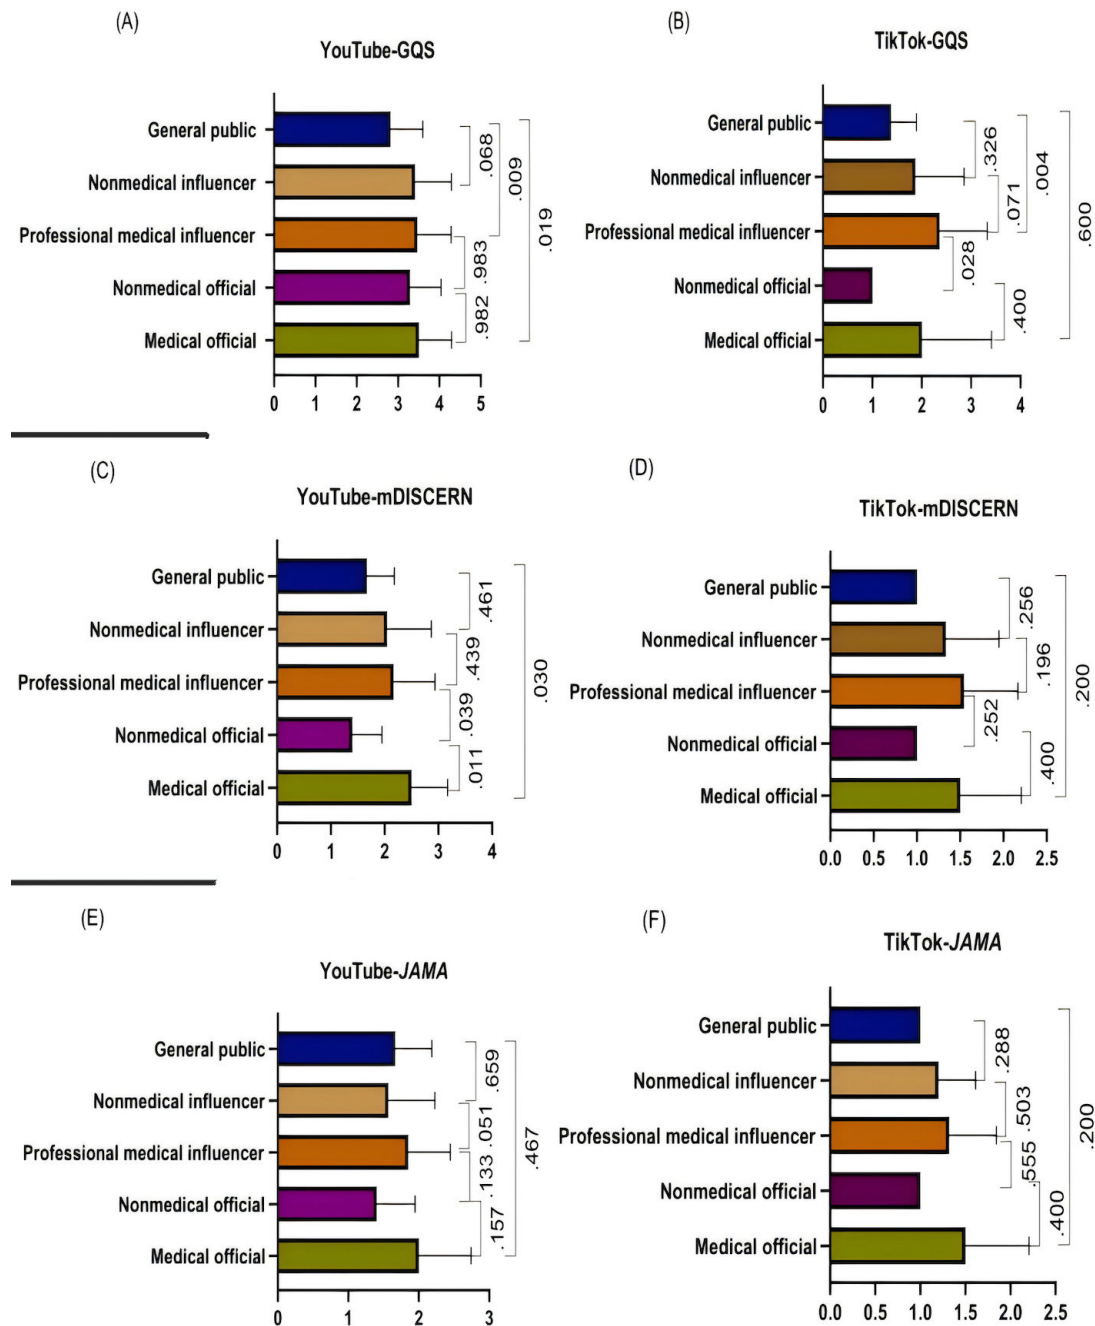 (A)
YouTube-GQS
General public
Nonmedical influencer
Professional medical influencer
Nonmedical official
Medical official
.068
.009
.019
.983
.982
0 1 2 3 4 5
(B)
TikTok-GQS
General public
Nonmedical influencer
Professional medical influencer
Nonmedical official
Medical official
.326
.071
.004
.600
.028
.400
0 1 2 3 4
(C)
YouTube-mDISCERN
General public
Nonmedical influencer
Professional medical influencer
Nonmedical official
Medical official
.461
.439
.039
.011
.030
0 1 2 3 4
(D)
TikTok-mDISCERN
General public
Nonmedical influencer
Professional medical influencer
Nonmedical official
Medical official
.256
.196
.252
.400
.200
0.0 0.5 1.0 1.5 2.0 2.5
(E)
YouTube-JAMA
General public
Nonmedical influencer
Professional medical influencer
Nonmedical official
Medical official
.659
.051
.133
.157
.467
0 1 2 3
(F)
TikTok-JAMA
General public
Nonmedical influencer
Professional medical influencer
Nonmedical official
Medical official
.288
.503
.555
.400
.200
0.0 0.5 1.0 1.5 2.0 2.5